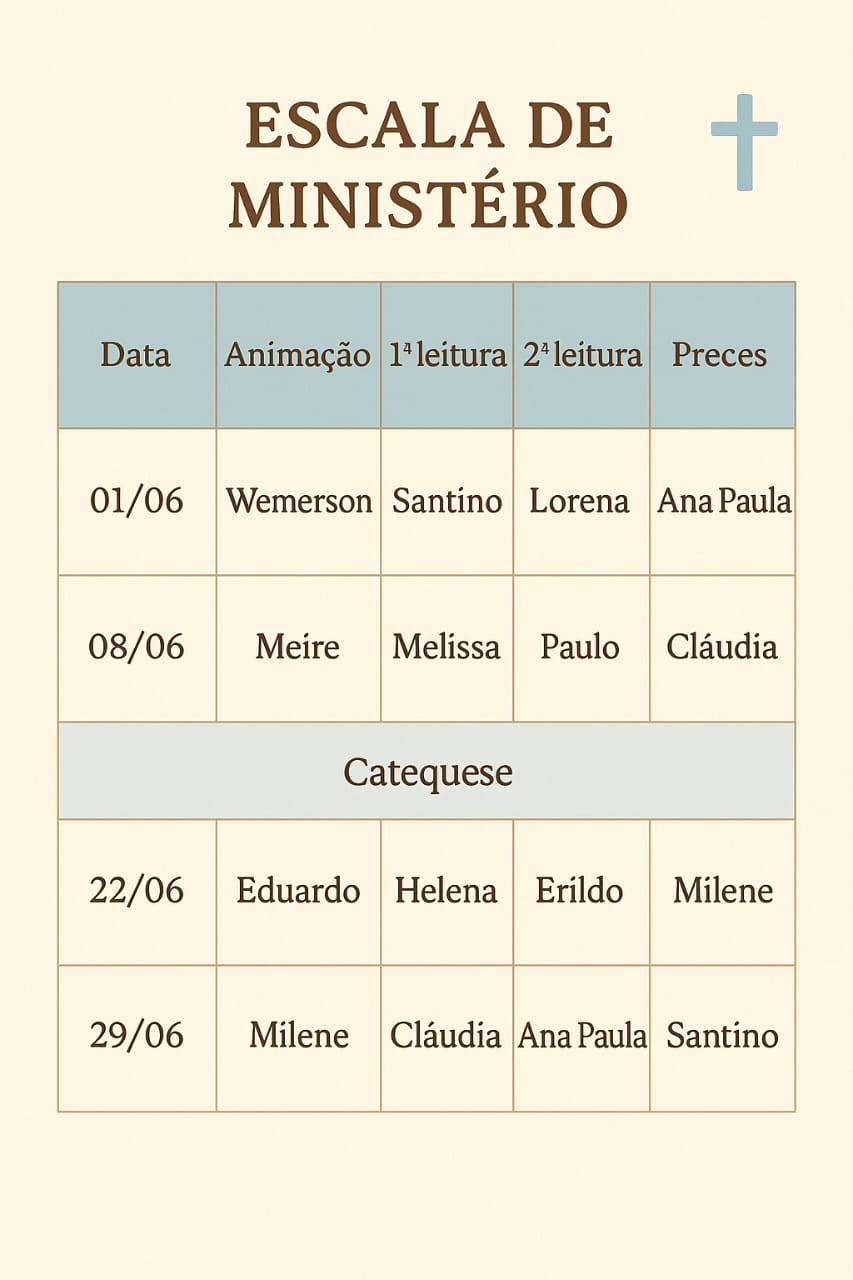 ESCALA DE
MINISTÉRIO
Data Animação 1ª leitura 2ª leitura Preces
01/06 Wemerson Santino Lorena Ana Paula
08/06 Meire Melissa Paulo Cláudia
Catequese
22/06 Eduardo Helena Erildo Milene
29/06 Milene Cláudia Ana Paula Santino